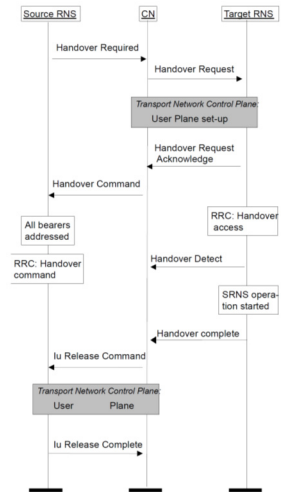 Source RNS CN Target RNS
Handover Required
Handover Request
Transport Network Control Plane:
User Plane set-up
Handover Request
Acknowledge
Handover Command
RRC: Handover
access
All bearers
addressed
RRC: Handover
command
Handover Detect
SRNS opera-
tion started
Handover complete
Iu Release Command
Transport Network Control Plane:
User Plane
Iu Release Complete